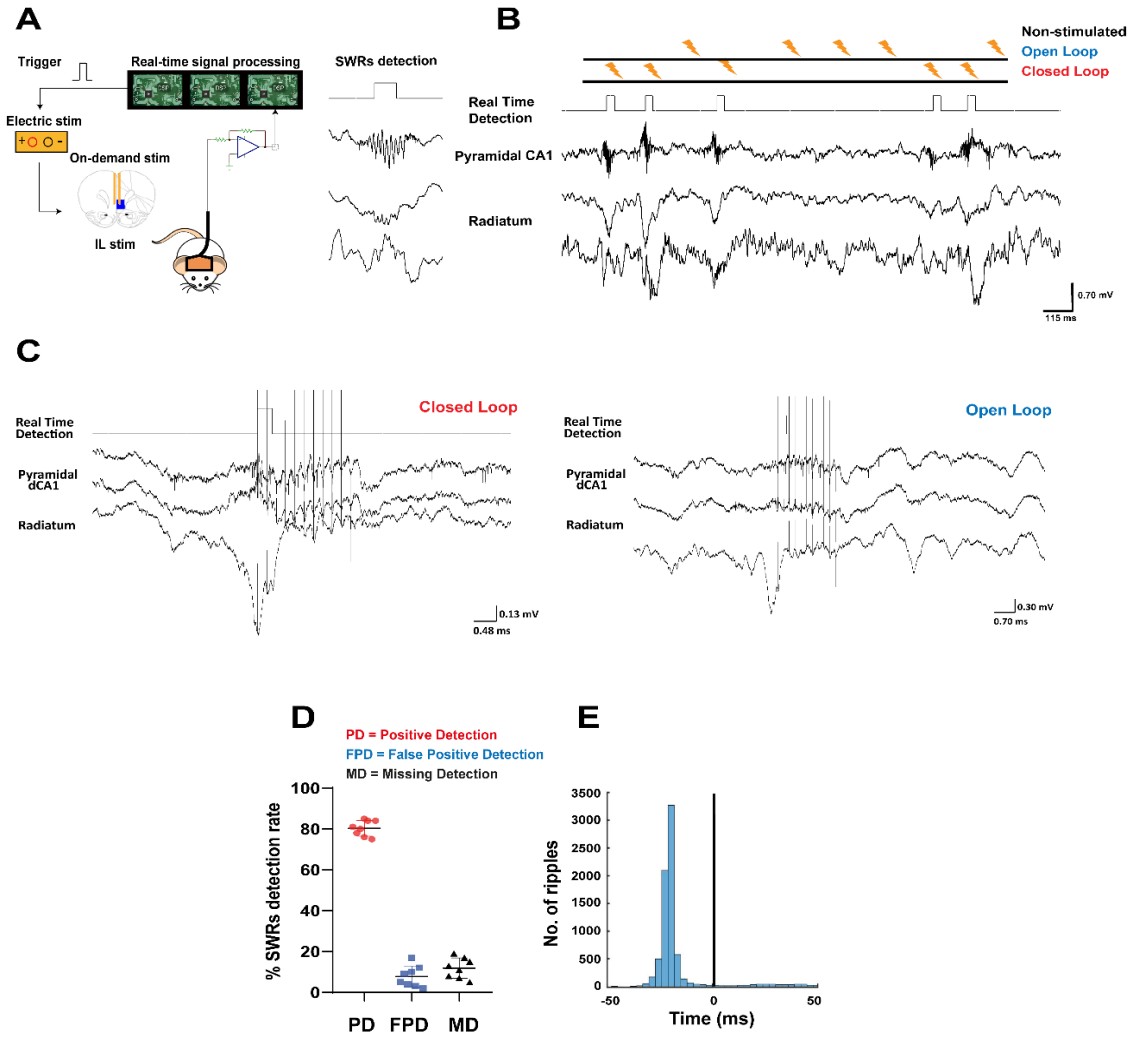 A
Trigger
Real-time signal processing
DSP
DSP
DSP
SWRs detection
Electric stim
+
-
On-demand stim
IL stim
B
Non-stimulated
Open Loop
Closed Loop
Real Time
Detection
Pyramidal CA1
Radiatum
0.70 mV
115 ms
C
Closed Loop
Real Time
Detection
Pyramidal
dCA1
Radiatum
0.13 mV
0.48 ms
Open Loop
Real Time
Detection
Pyramidal
dCA1
Radiatum
0.30 mV
0.70 ms
D
PD = Positive Detection
FPD = False Positive Detection
MD = Missing Detection
% SWRs detection rate
100
80
60
40
20
0
PD FPD MD
E
No. of ripples
3500
3000
2500
2000
1500
1000
500
0
-50 0 50
Time (ms)